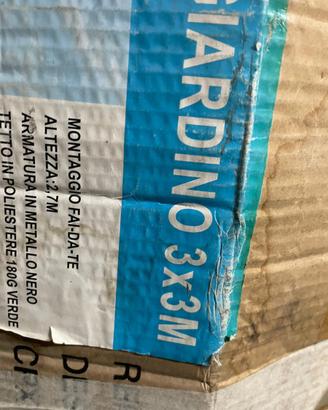 GIARDINO 3x3M
MONTAGGIO FAI-DA-TE
ALTEZZA:2.7M
ARMATURA IN METALLO NERO
TETTO IN POLIESTERE 180G VERDE